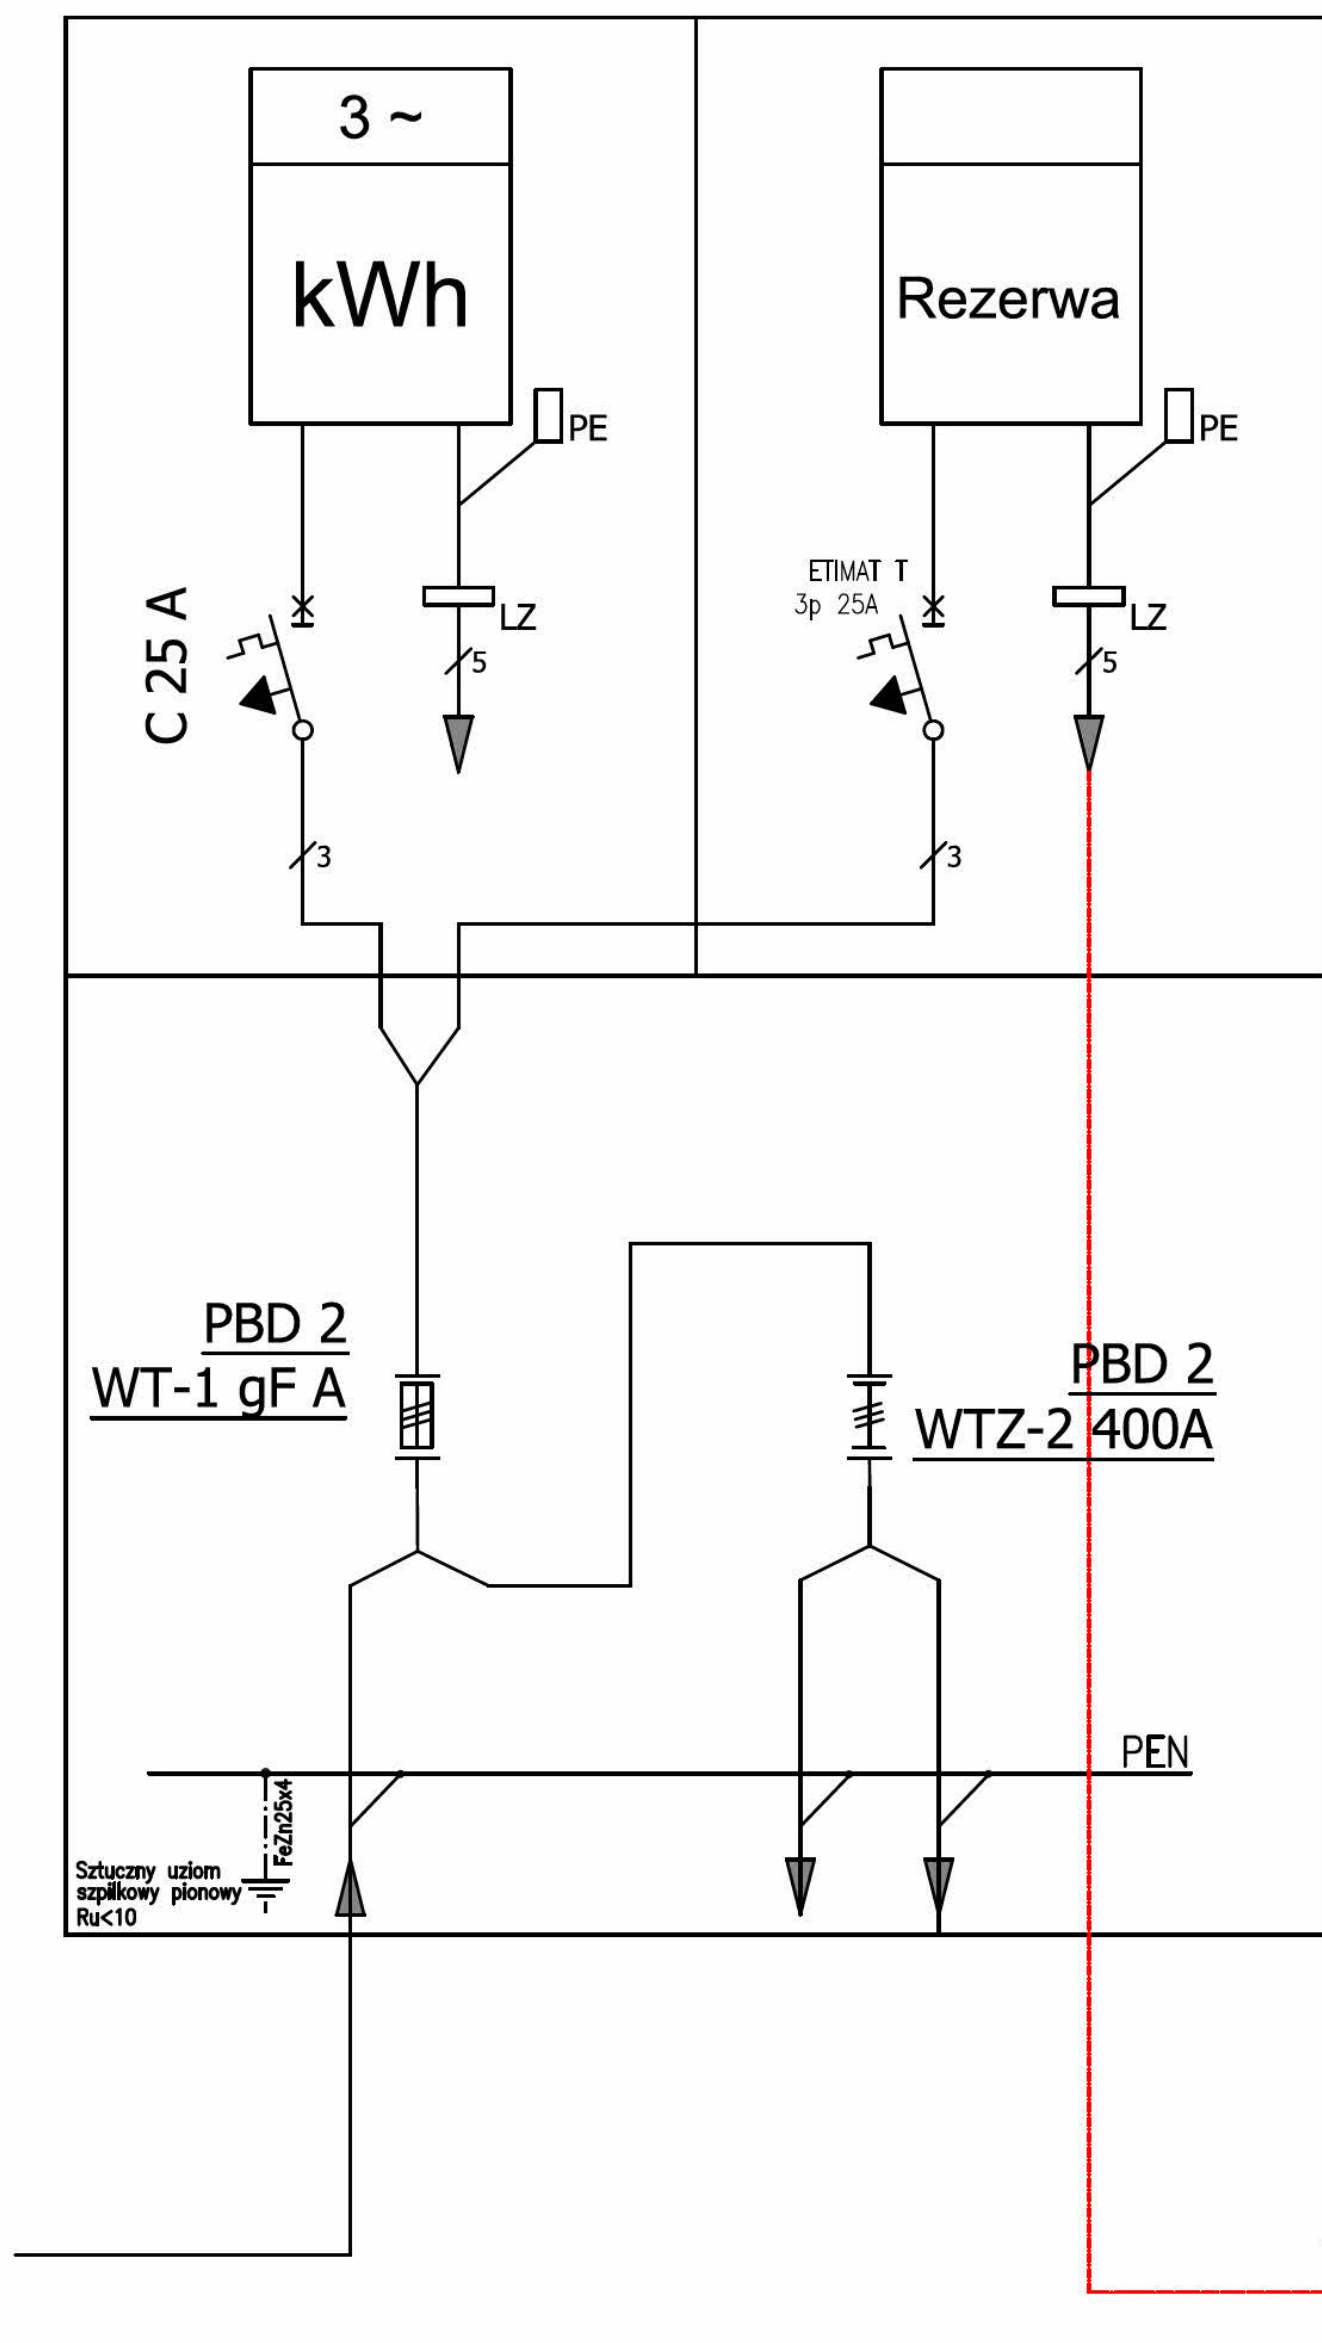 3 ~
kWh
Rezerwa
PE
PE
C 25 A
ETIMAT T
3p 25A
LZ
LZ
5
5
3
3
PBD 2
WT-1 gF A
PBD 2
WTZ-2 400A
PEN
FeZn25x4
Sztuczny uziom
szpilkowy pionowy
Ru<10